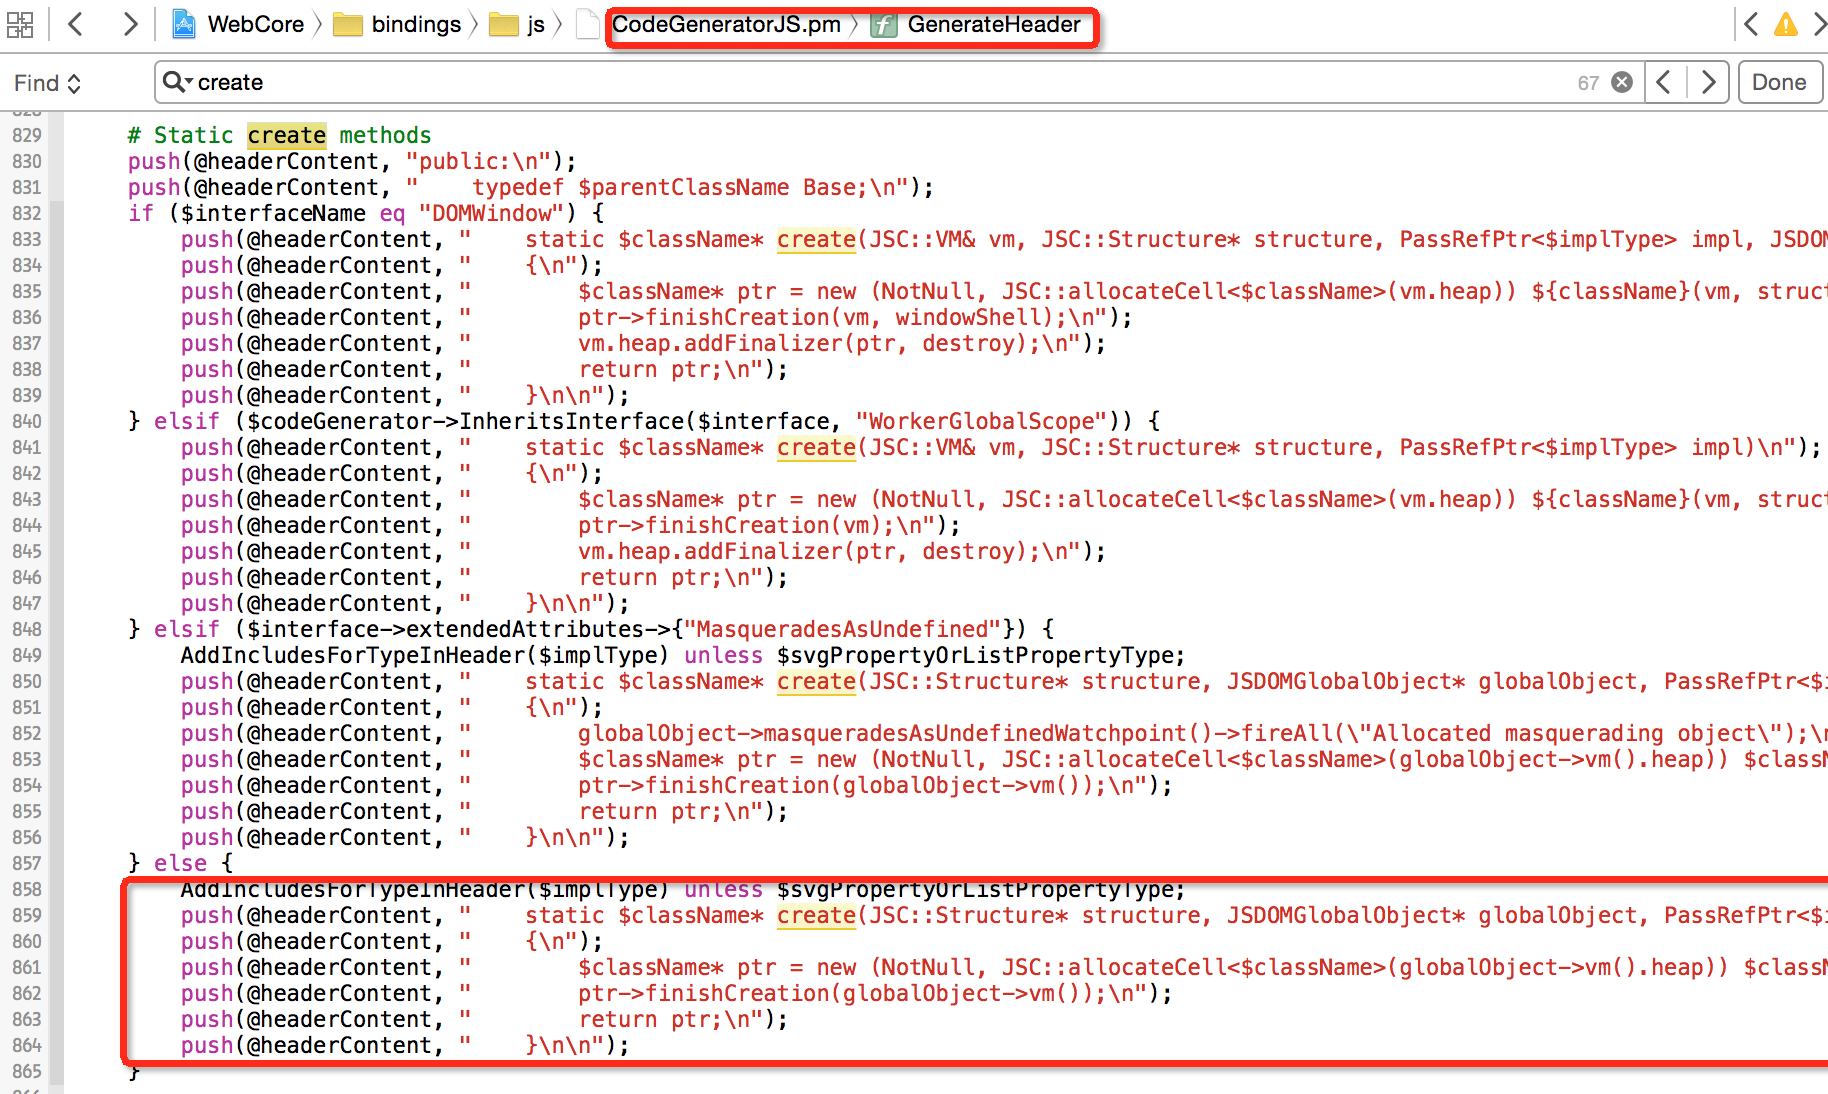 WebCore bindings js CodeGeneratorJS.pm GenerateHeader
Find create 67 Done
829 # Static create methods
830 push(@headerContent, "public:\n");
831 push(@headerContent, "    typedef $parentClassName Base;\n");
832 if ($interfaceName eq "DOMWindow") {
833 push(@headerContent, "    static $className* create(JSC::VM& vm, JSC::Structure* structure, PassRefPtr<$implType> impl, JSDOM
834 push(@headerContent, "    {\n");
835 push(@headerContent, "        $className* ptr = new (NotNull, JSC::allocateCell<$className>(vm.heap)) ${className}(vm, struct
836 push(@headerContent, "        ptr->finishCreation(vm, windowShell);\n");
837 push(@headerContent, "        vm.heap.addFinalizer(ptr, destroy);\n");
838 push(@headerContent, "        return ptr;\n");
839 push(@headerContent, "    }\n\n");
840 } elsif ($codeGenerator->InheritsInterface($interface, "WorkerGlobalScope")) {
841 push(@headerContent, "    static $className* create(JSC::VM& vm, JSC::Structure* structure, PassRefPtr<$implType> impl)\n");
842 push(@headerContent, "    {\n");
843 push(@headerContent, "        $className* ptr = new (NotNull, JSC::allocateCell<$className>(vm.heap)) ${className}(vm, struct
844 push(@headerContent, "        ptr->finishCreation(vm);\n");
845 push(@headerContent, "        vm.heap.addFinalizer(ptr, destroy);\n");
846 push(@headerContent, "        return ptr;\n");
847 push(@headerContent, "    }\n\n");
848 } elsif ($interface->extendedAttributes->{"MasqueradesAsUndefined"}) {
849 AddIncludesForTypeInHeader($implType) unless $svgPropertyOrListPropertyType;
850 push(@headerContent, "    static $className* create(JSC::Structure* structure, JSDOMGlobalObject* globalObject, PassRefPtr<$i
851 push(@headerContent, "    {\n");
852 push(@headerContent, "        globalObject->masqueradesAsUndefinedWatchpoint()->fireAll(\"Allocated masquerading object\");\n
853 push(@headerContent, "        $className* ptr = new (NotNull, JSC::allocateCell<$className>(globalObject->vm().heap)) $classN
854 push(@headerContent, "        ptr->finishCreation(globalObject->vm());\n");
855 push(@headerContent, "        return ptr;\n");
856 push(@headerContent, "    }\n\n");
857 } else {
858 AddIncludesForTypeInHeader($implType) unless $svgPropertyOrListPropertyType;
859 push(@headerContent, "    static $className* create(JSC::Structure* structure, JSDOMGlobalObject* globalObject, PassRefPtr<$i
860 push(@headerContent, "    {\n");
861 push(@headerContent, "        $className* ptr = new (NotNull, JSC::allocateCell<$className>(globalObject->vm().heap)) $classN
862 push(@headerContent, "        ptr->finishCreation(globalObject->vm());\n");
863 push(@headerContent, "        return ptr;\n");
864 push(@headerContent, "    }\n\n");
865 }